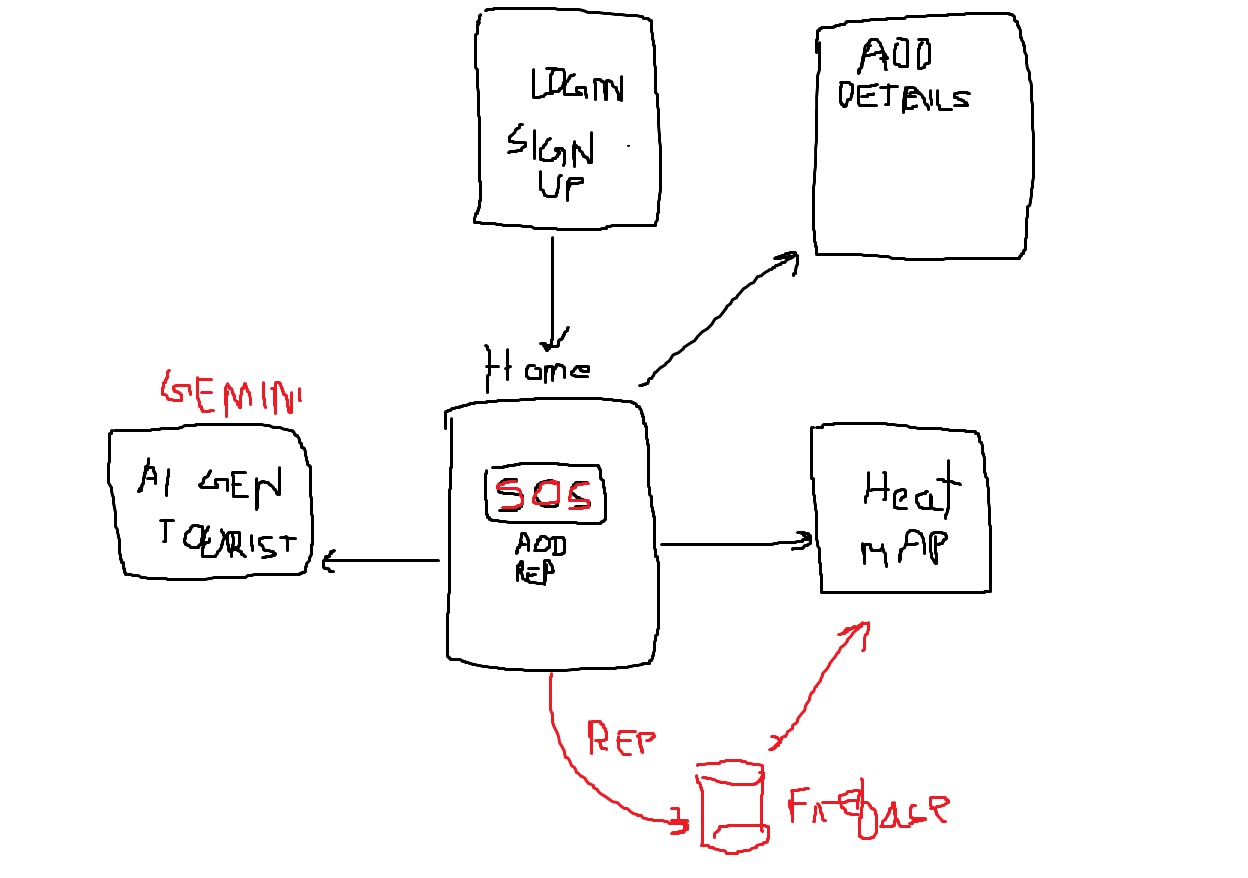 LOGIN
SIGN
UP
ADD
DETAILS
Home
GEMINI
AI GEN
TOURIST
SOS
ADD
REP
Heat
MAP
REP
Firebase